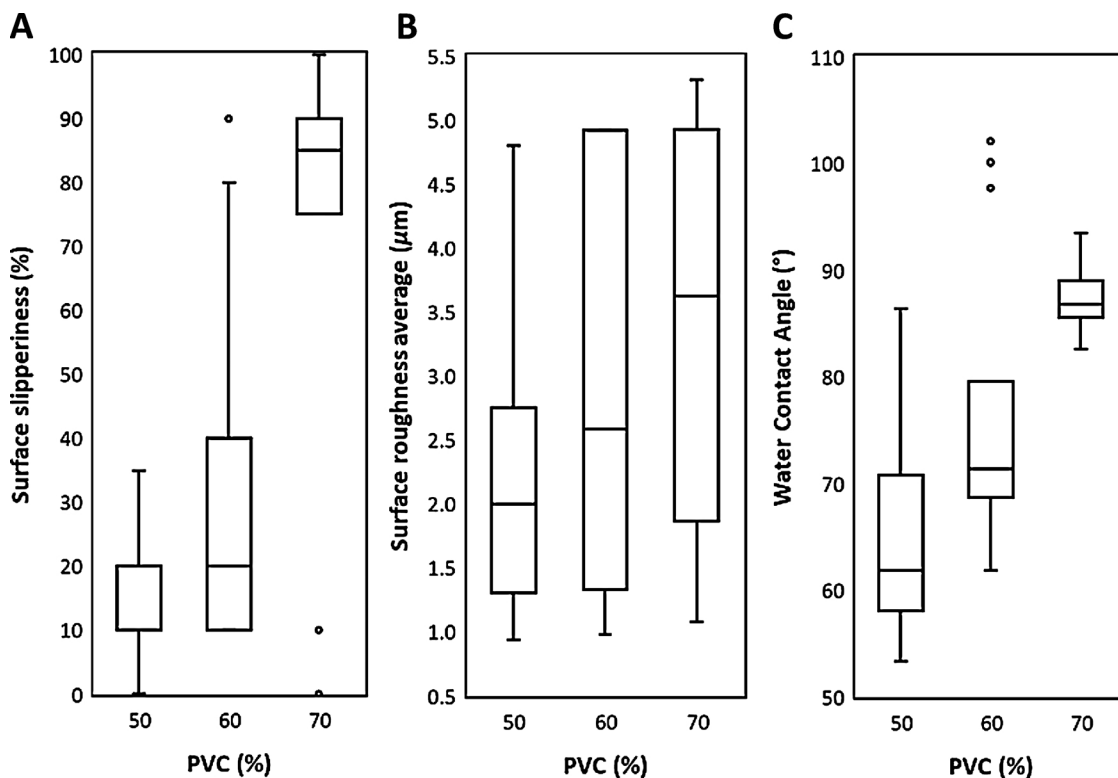 A
Surface slipperiness (%)
100
90
80
70
60
50
40
30
20
10
0
50 60 70
PVC (%)
B
Surface roughness average (μm)
5.5
5.0
4.5
4.0
3.5
3.0
2.5
2.0
1.5
1.0
0.5
50 60 70
PVC (%)
C
Water Contact Angle (°)
110
100
90
80
70
60
50
50 60 70
PVC (%)